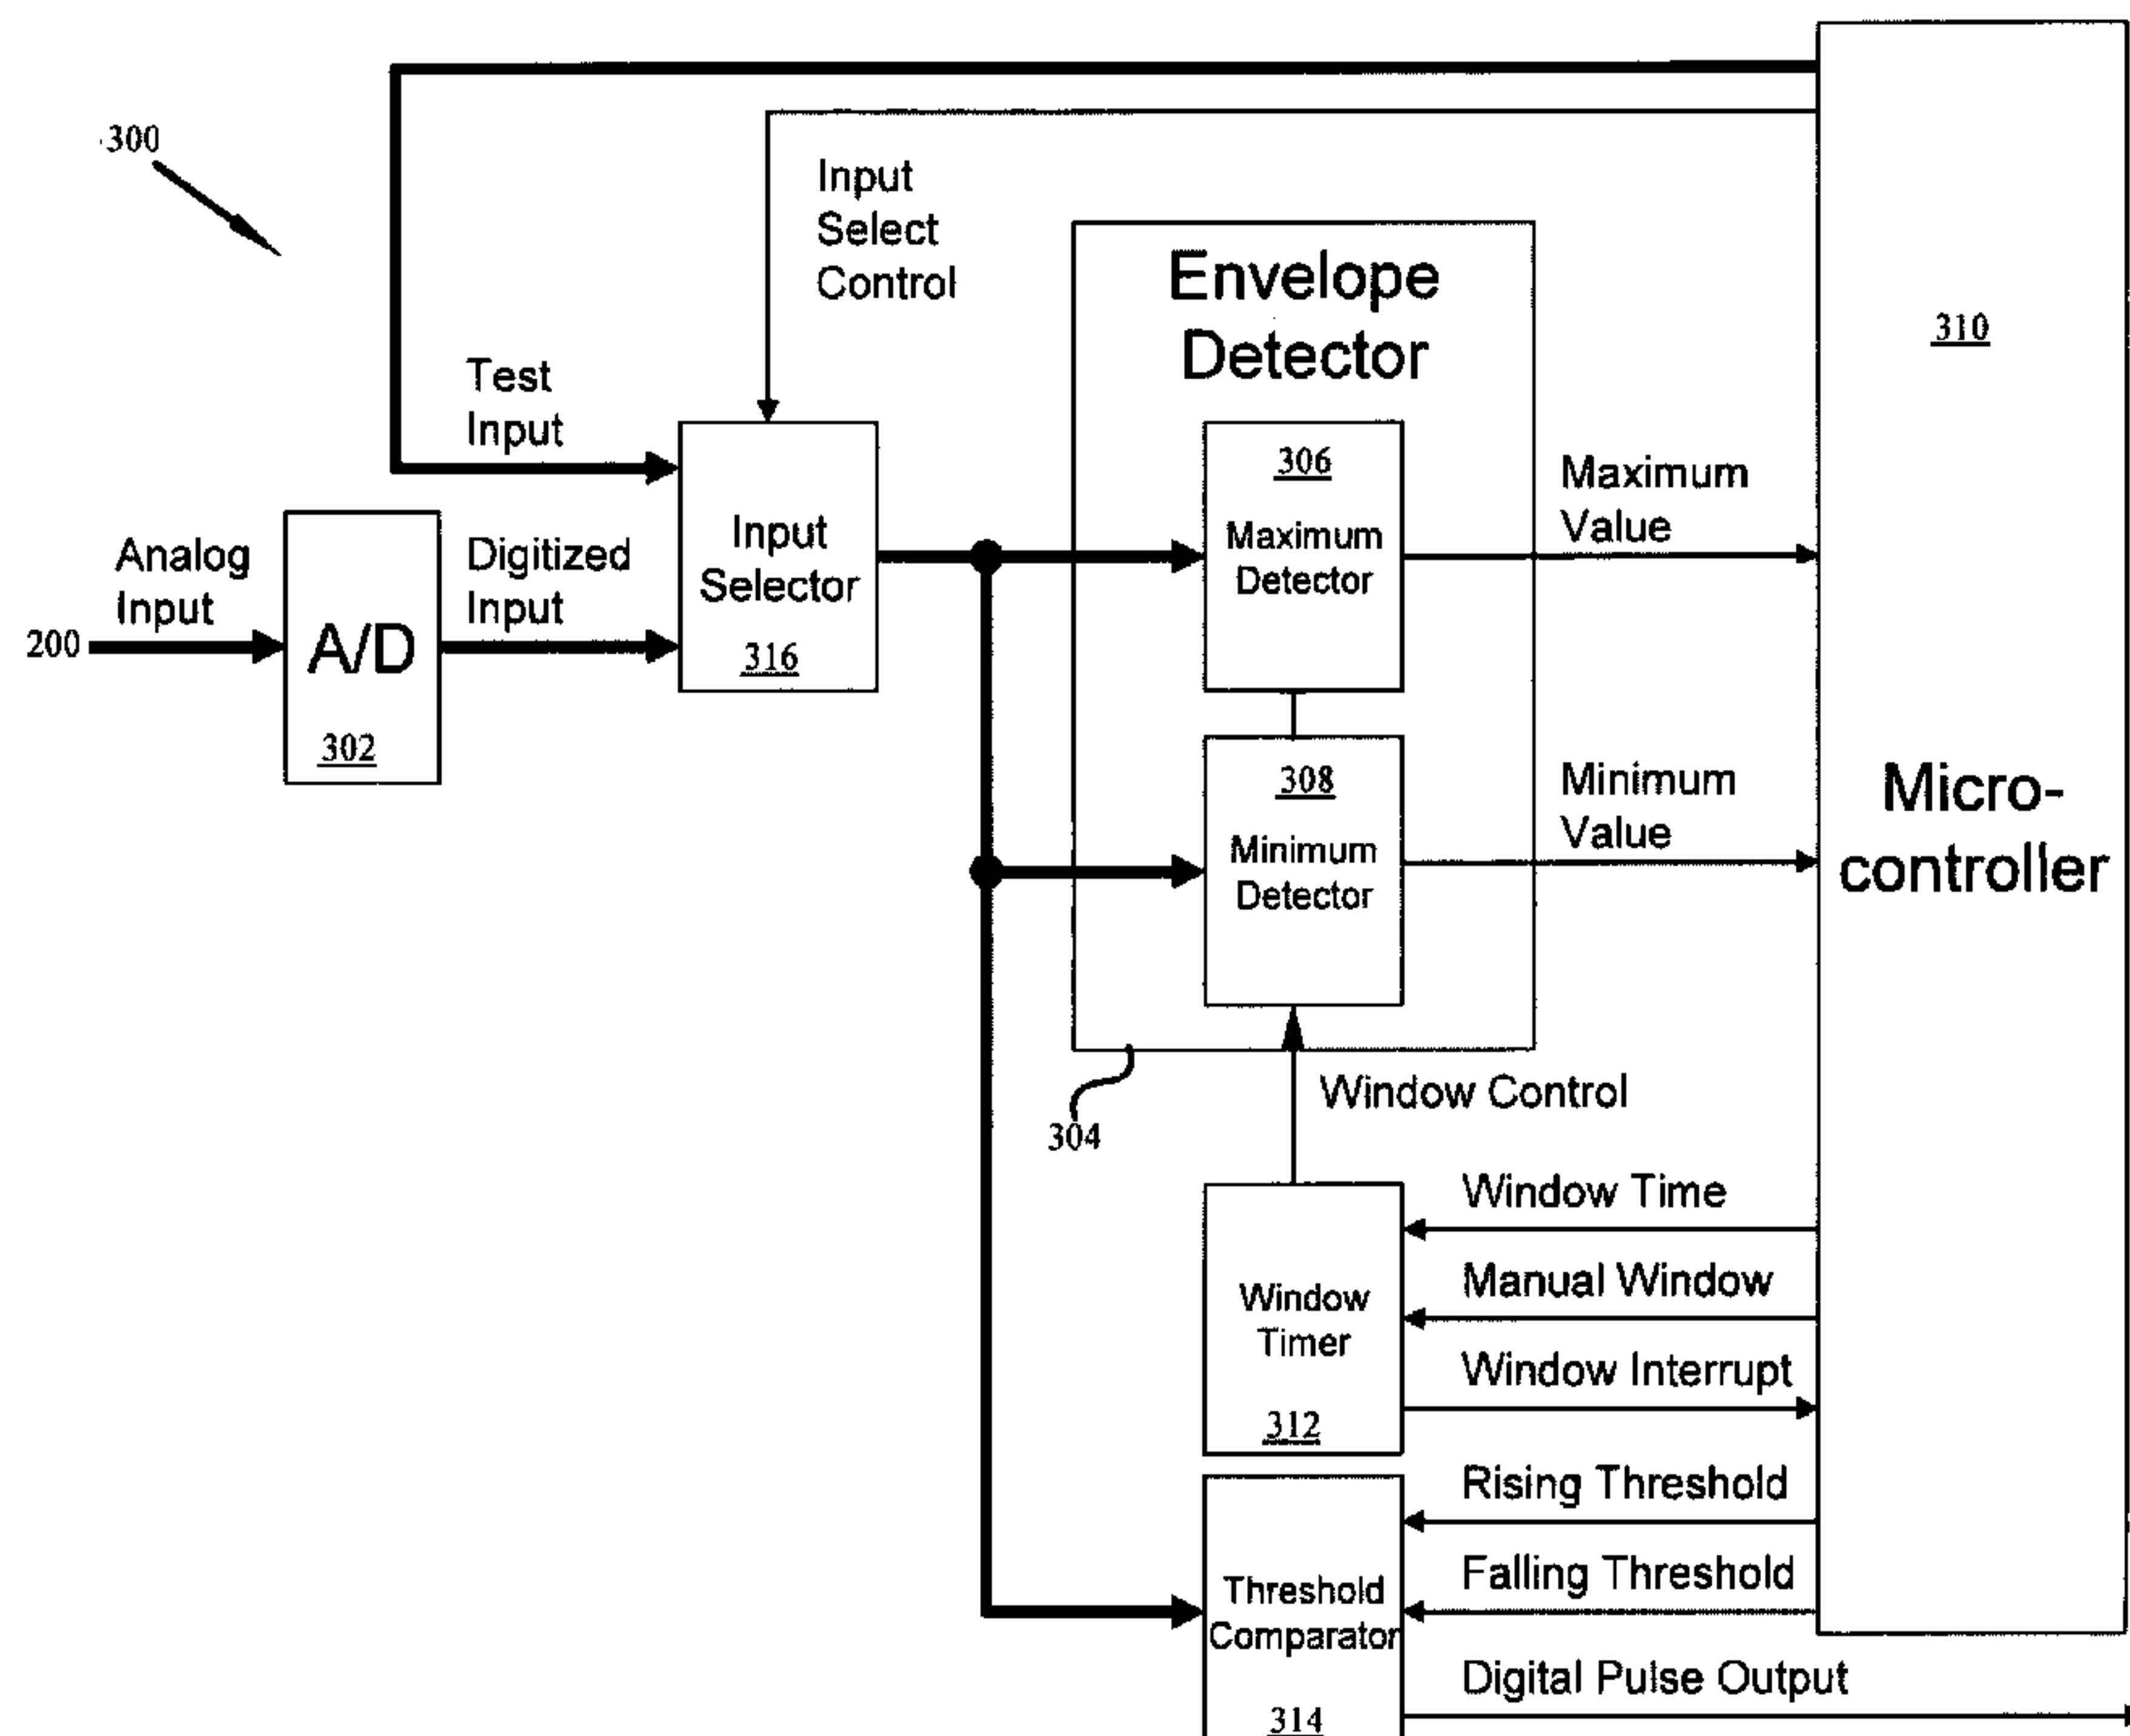 300
Input
Select
Control
Envelope
Detector
310
Test
Input
306
Maximum
Detector
Maximum
Value
Analog
Input
200
A/D
302
Digitized
Input
Input
Selector
316
308
Minimum
Detector
Minimum
Value
Micro-
controller
304
Window Control
Window Time
Manual Window
Window Interrupt
Window
Timer
312
Rising Threshold
Falling Threshold
Threshold
Comparator
314
Digital Pulse Output